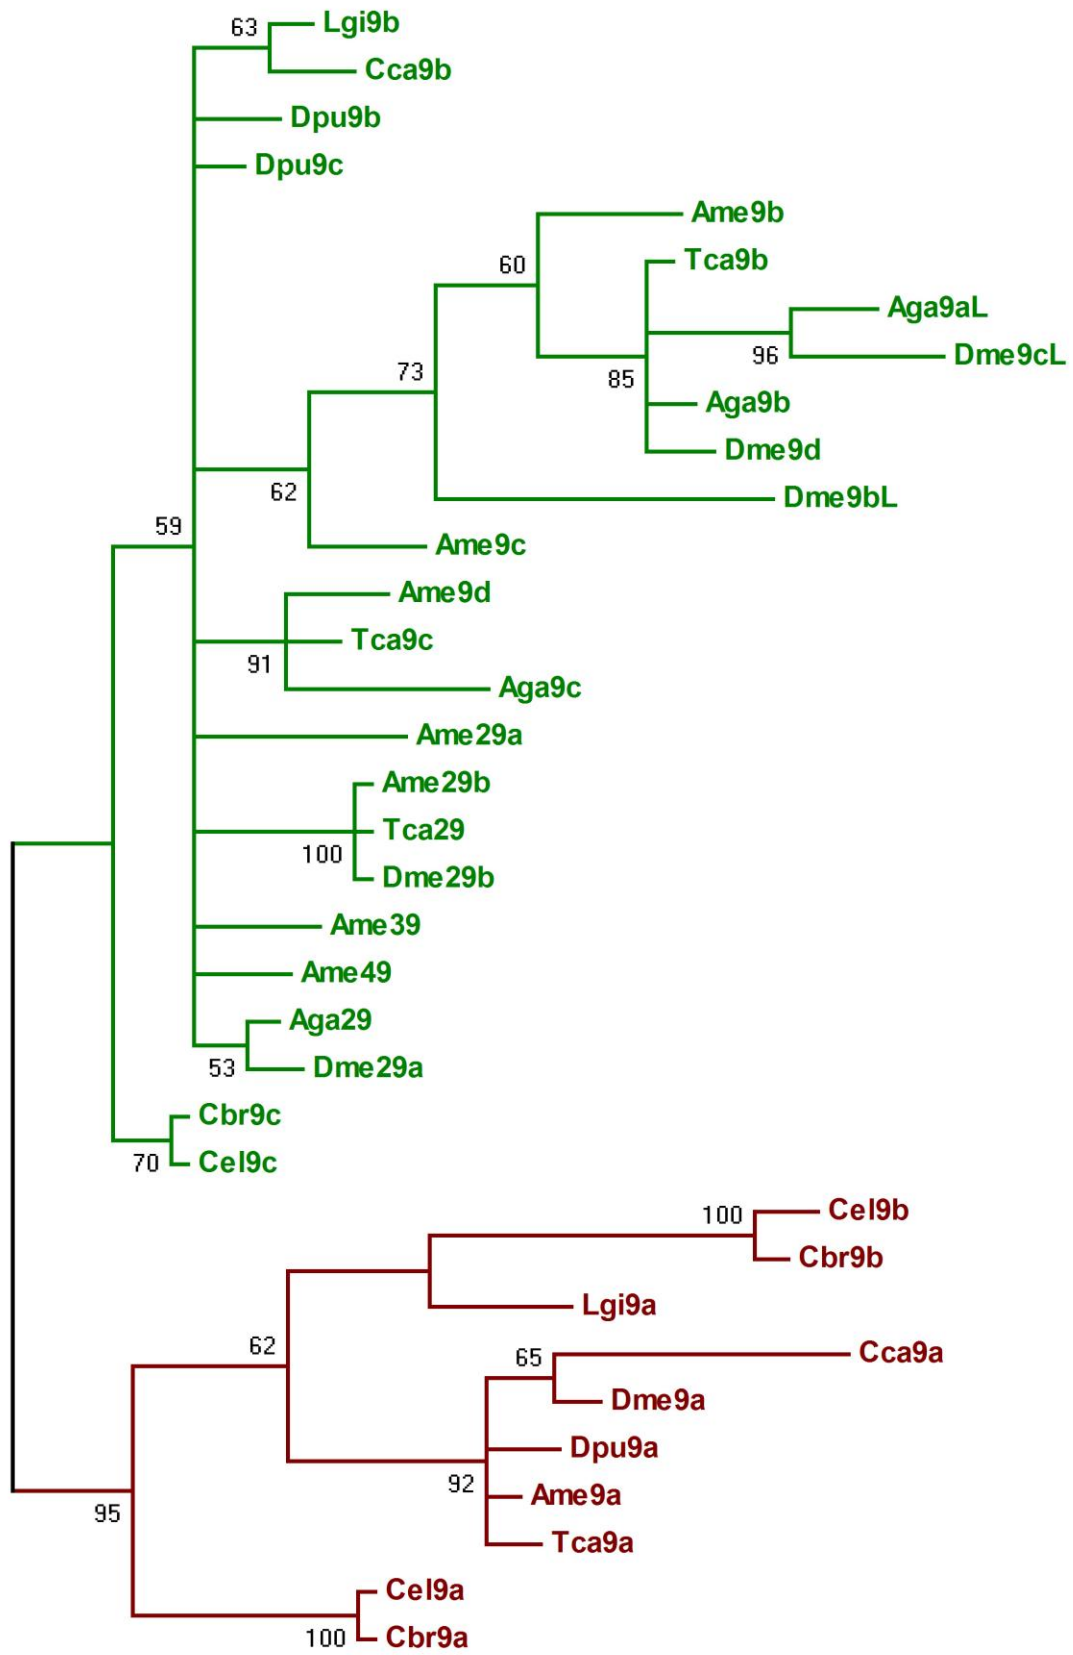 63
Lgi9b
Cca9b
Dpu9b
Dpu9c
Ame9b
60
Tca9b
Aga9aL
96
Dme9cL
73
85
Aga9b
Dme9d
62
Dme9bL
59
Ame9c
Ame9d
91
Tca9c
Aga9c
Ame29a
Ame29b
Tca29
100
Dme29b
Ame39
Ame49
Aga29
53
Dme29a
Cbr9c
70
Cel9c
100
Cel9b
Cbr9b
Lgi9a
62
65
Cca9a
Dme9a
Dpu9a
92
Ame9a
95
Tca9a
Cel9a
100
Cbr9a